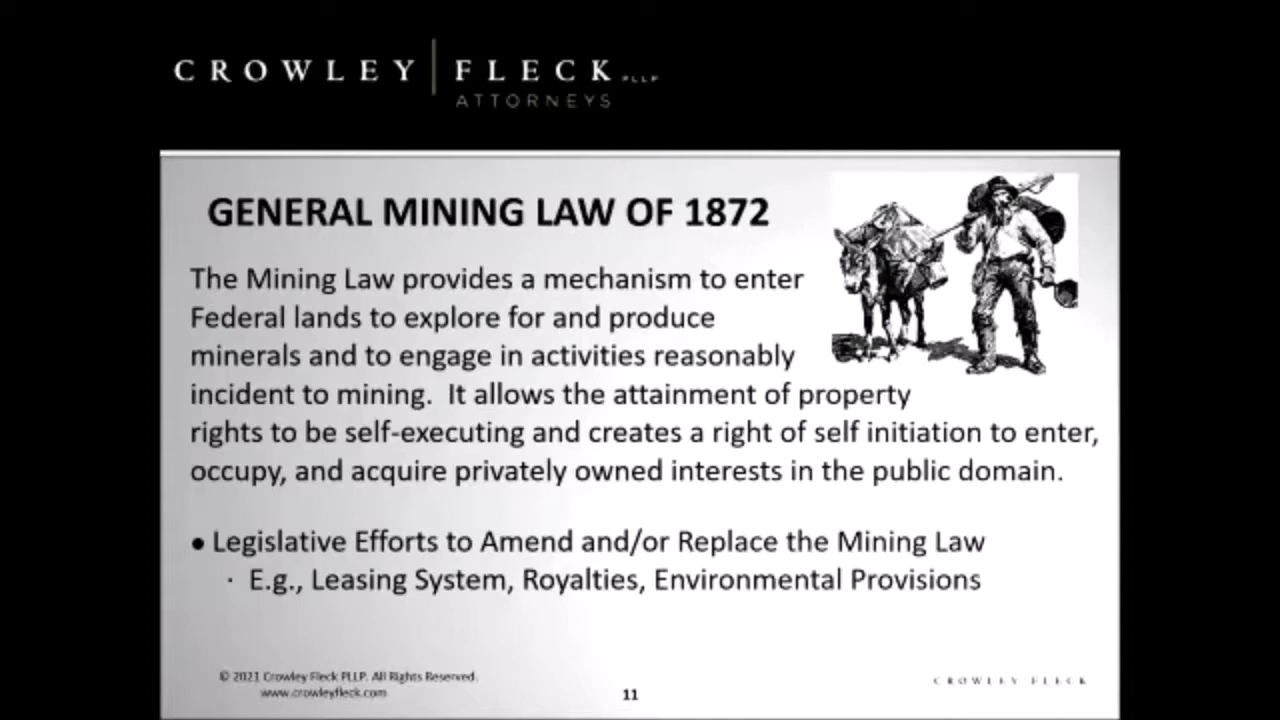 CROWLEY | FLECK PLLP
ATTORNEYS
GENERAL MINING LAW OF 1872
The Mining Law provides a mechanism to enter
Federal lands to explore for and produce
minerals and to engage in activities reasonably
incident to mining. It allows the attainment of property
rights to be self-executing and creates a right of self initiation to enter,
occupy, and acquire privately owned interests in the public domain.
• Legislative Efforts to Amend and/or Replace the Mining Law
· E.g., Leasing System, Royalties, Environmental Provisions
© 2021 Crowley Fleck PLLP. All Rights Reserved.
www.crowleyfleck.com
11
CROWLEY FLECK